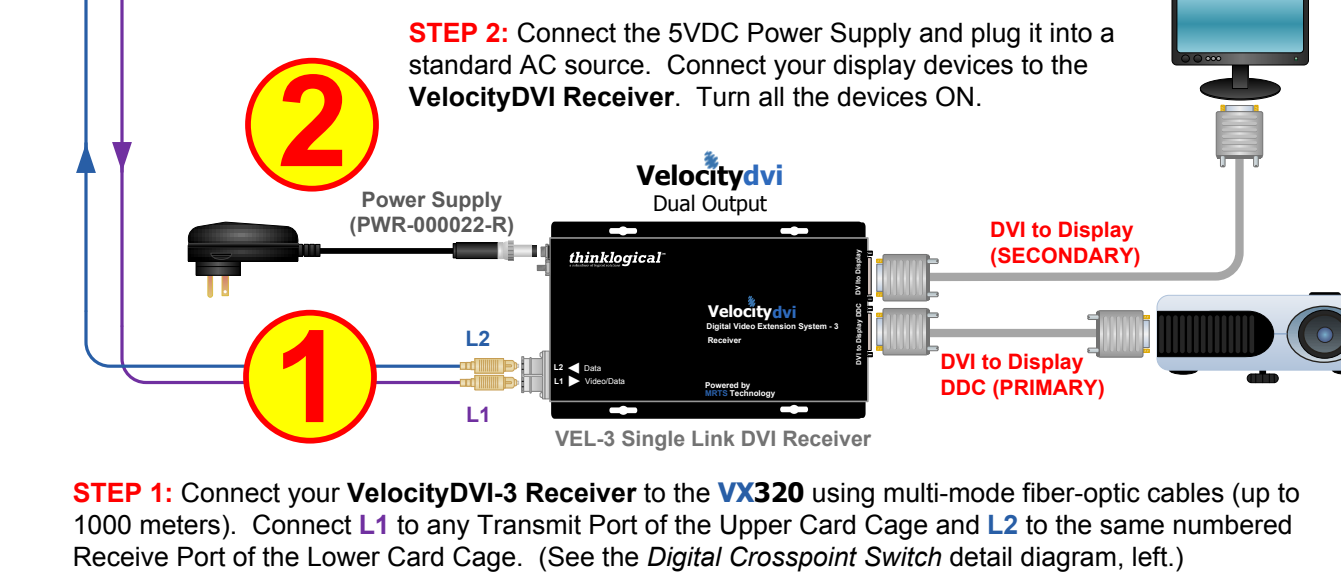 STEP 2: Connect the 5VDC Power Supply and plug it into a
standard AC source. Connect your display devices to the
VelocityDVI Receiver. Turn all the devices ON.
2
Velocitydvi
Dual Output
Power Supply
(PWR-000022-R)
DVI to Display
(SECONDARY)
thinklogical
DVIto Display
Velocitydvi
Digital Video Extension System - 3
Receiver
DVI to Display DDC
L2
1
L2 Data
L1 Video/Data
Powered by
MRTS Technology
DVI to Display
DDC (PRIMARY)
L1
VEL-3 Single Link DVI Receiver
STEP 1: Connect your VelocityDVI-3 Receiver to the VX320 using multi-mode fiber-optic cables (up to
1000 meters). Connect L1 to any Transmit Port of the Upper Card Cage and L2 to the same numbered
Receive Port of the Lower Card Cage. (See the Digital Crosspoint Switch detail diagram, left.)